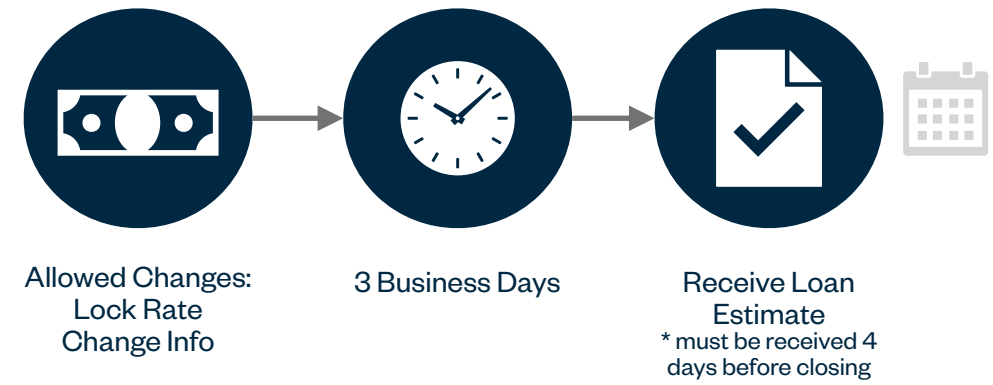 Allowed Changes:
Lock Rate
Change Info
3 Business Days
Receive Loan
Estimate
* must be received 4
days before closing